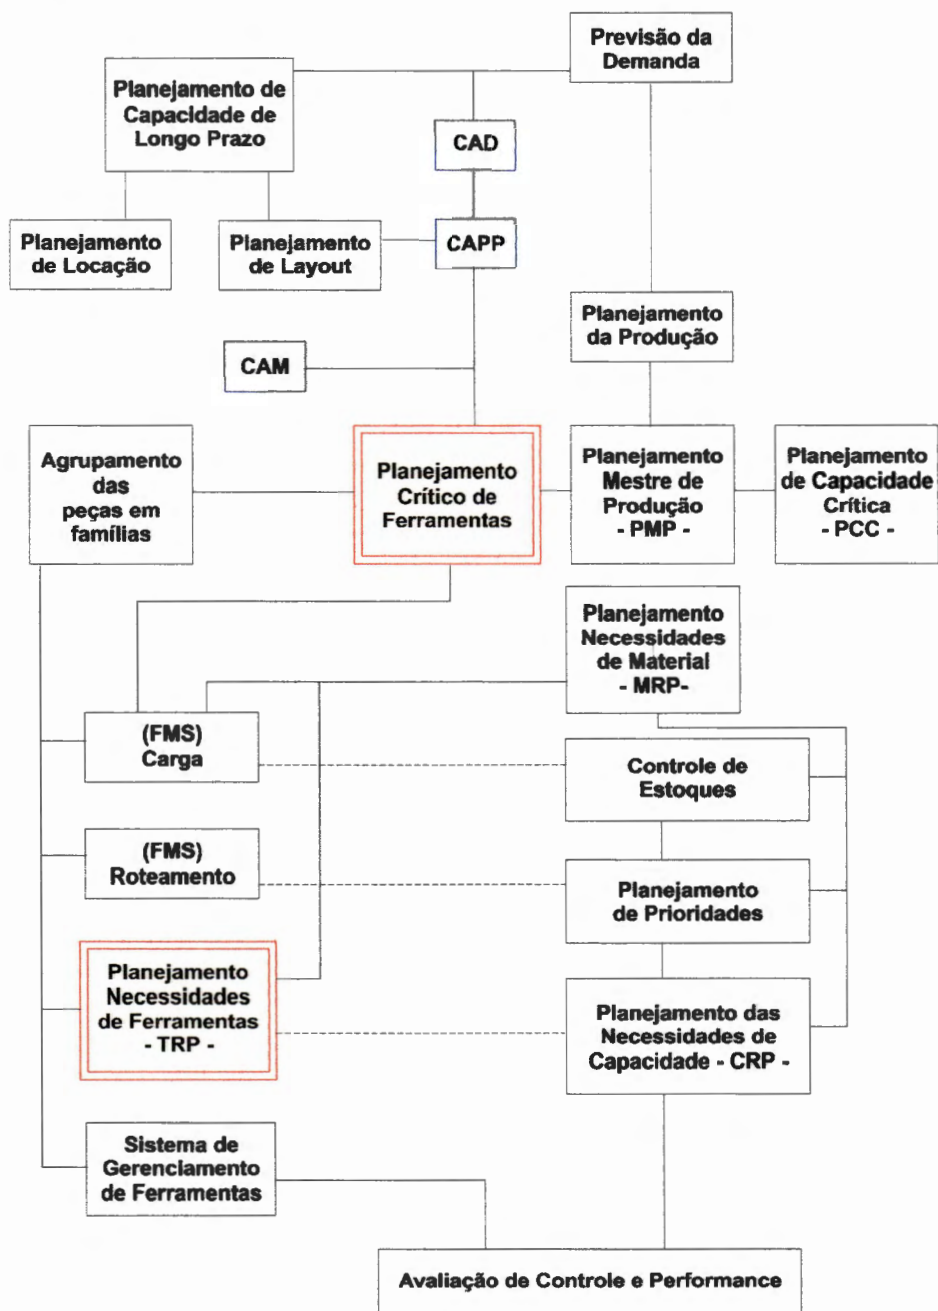 Previsão da
Demanda
Planejamento de
Capacidade de
Longo Prazo
CAD
Planejamento
de Locação
Planejamento
de Layout
CAPP
Planejamento
da Produção
CAM
Agrupamento
das
peças em
famílias
Planejamento
Crítico de
Ferramentas
Planejamento
Mestre de
Produção
- PMP -
Planejamento
de Capacidade
Crítica
- PCC -
Planejamento
Necessidades
de Material
- MRP-
(FMS)
Carga
Controle de
Estoques
(FMS)
Roteamento
Planejamento
de Prioridades
Planejamento
Necessidades
de Ferramentas
- TRP -
Planejamento das
Necessidades de
Capacidade - CRP -
Sistema de
Gerenciamento
de Ferramentas
Avaliação de Controle e Performance